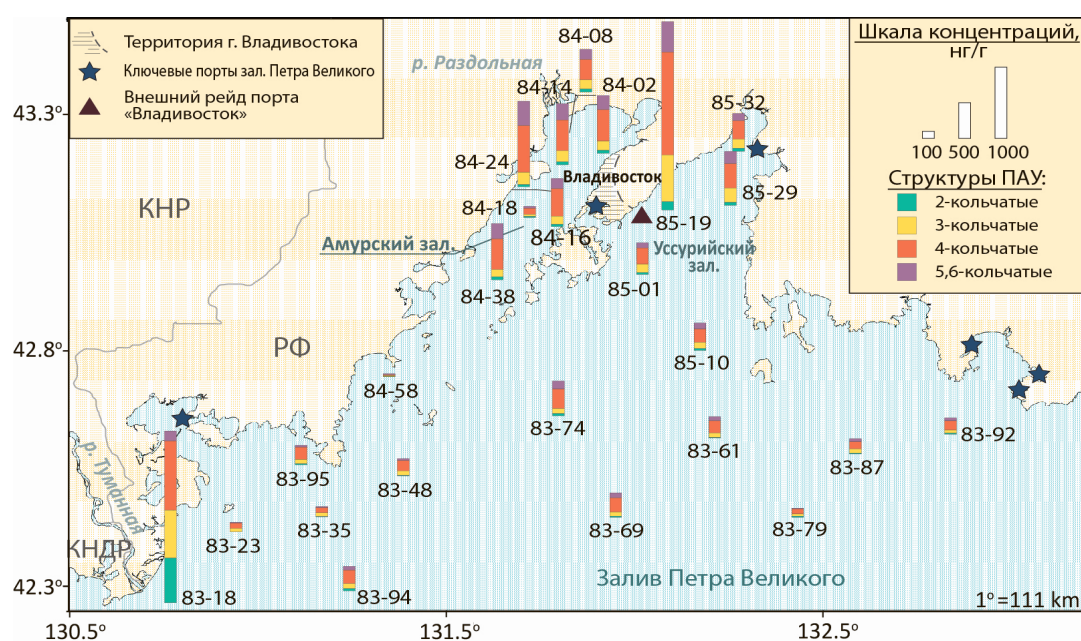 Территория г. Владивостока
Ключевые порты зал. Петра Великого
Внешний рейд порта
«Владивосток»
Шкала концентраций,
нг/г
100 500 1000
Структуры ПАУ:
2-кольчатые
3-кольчатые
4-кольчатые
5,6-кольчатые
р. Раздольная
84-08
84-14
84-02
85-32
43.3°
84-24
Владивосток
85-29
КНР
84-18
85-19
Амурский зал.
84-16
Уссурийский
зал.
84-38
85-01
42.8°
РФ
85-10
84-58
83-74
83-61
83-92
83-87
р. Туманная
83-95
83-48
83-35
83-69
83-79
83-23
КНДР
42.3°
83-18
83-94
Залив Петра Великого
1°=111 km
130.5°
131.5°
132.5°